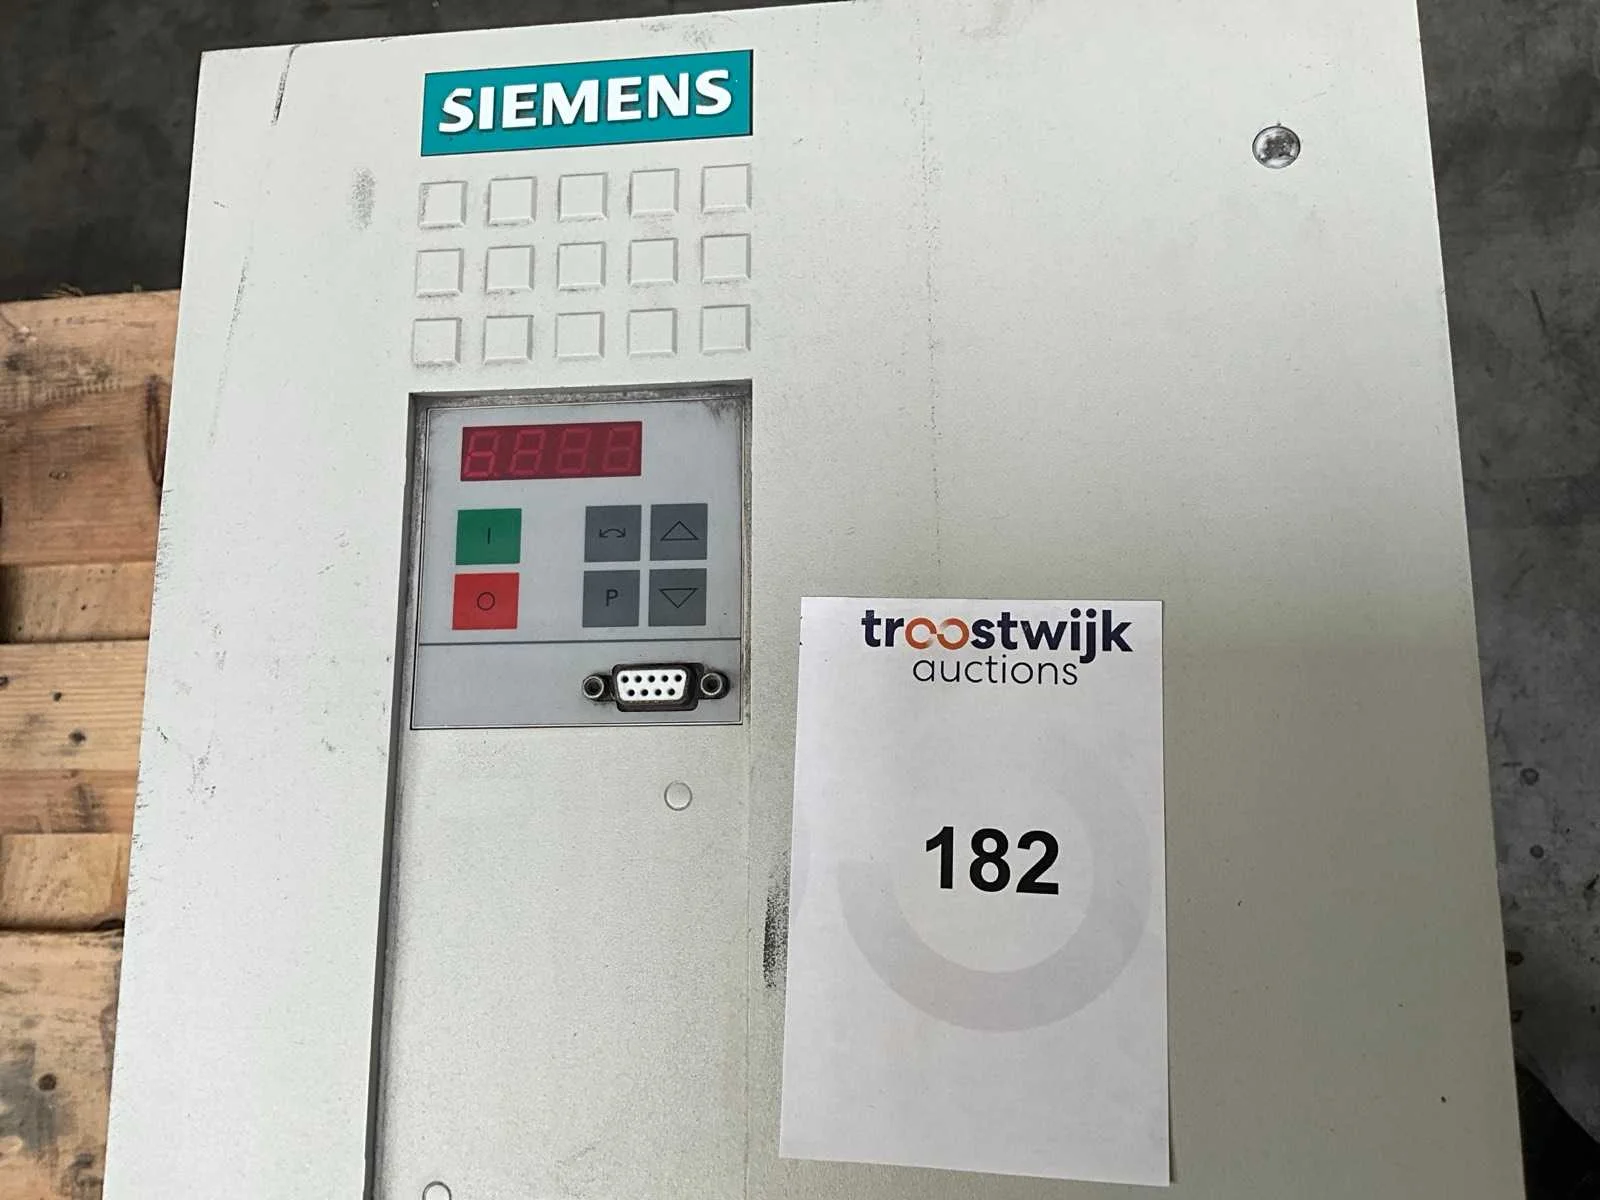 SIEMENS
I
O
P
troostwijk
auctions
182